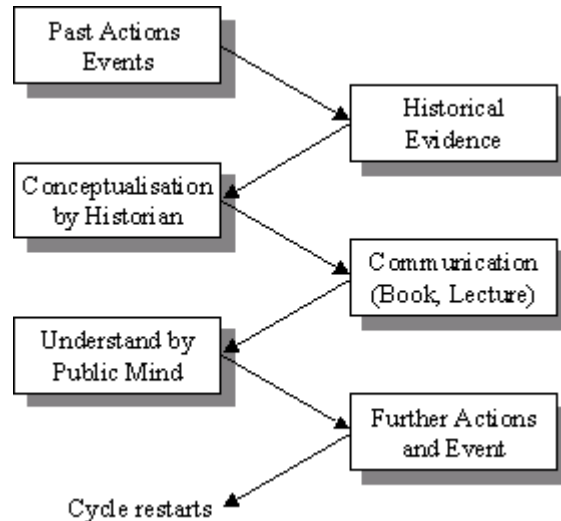 Past Actions
Events
Historical
Evidence
Conceptualisation
by Historian
Communication
(Book, Lecture)
Understand by
Public Mind
Further Actions
and Event
Cycle restarts